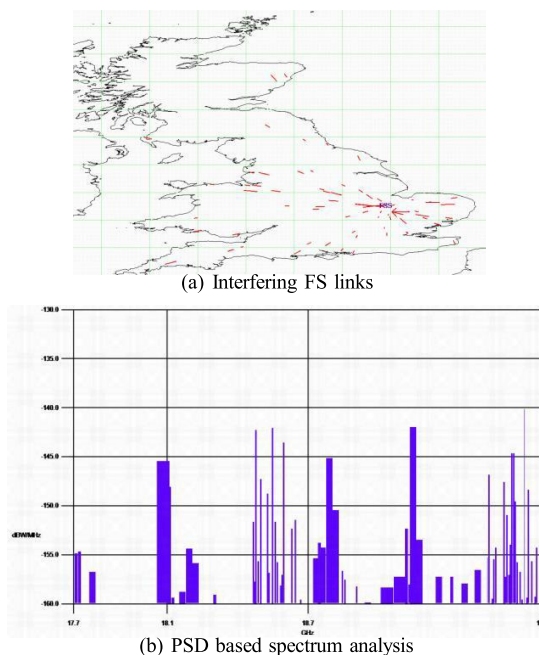 FSS
(a) Interfering FS links
-130.0
-135.0
-140.0
-145.0
-150.0
dBW/MHz
-155.0
-160.0
17.7
18.1
18.7
GHz
(b) PSD based spectrum analysis